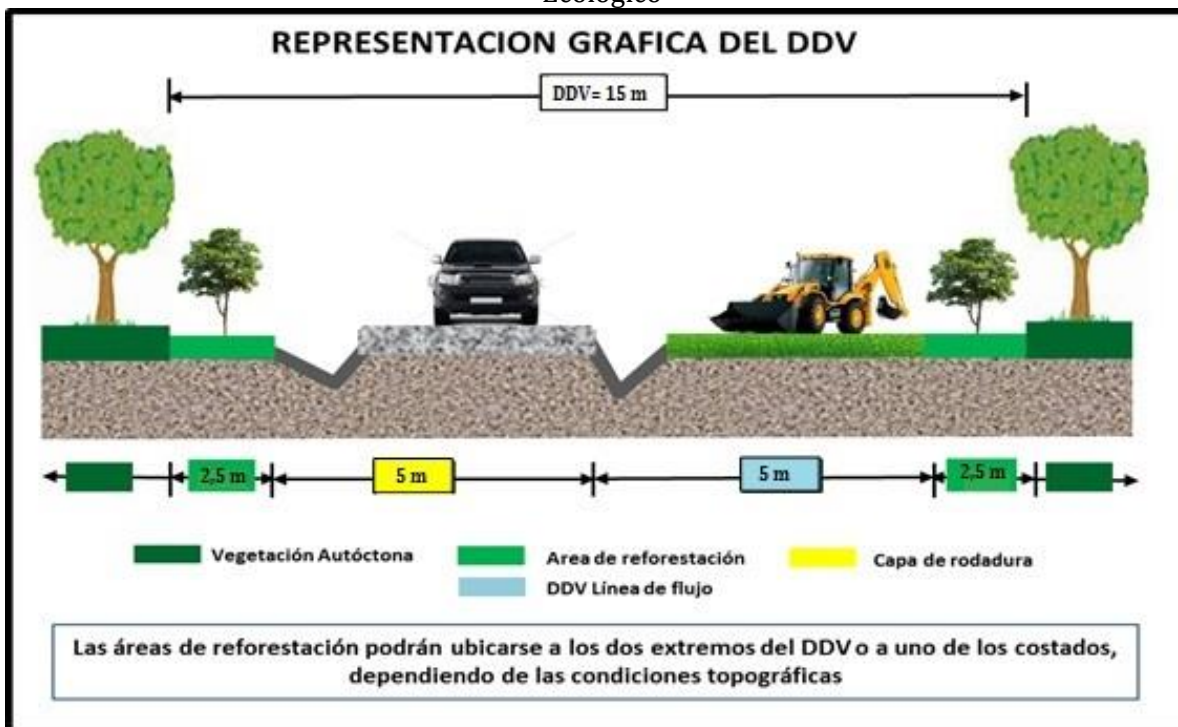 Ecológico
REPRESENTACION GRAFICA DEL DDV
DDV= 15 m
2,5 m
5 m
5 m
2,5 m
Vegetación Autóctona
Area de reforestación
Capa de rodadura
DDV Línea de flujo
Las áreas de reforestación podrán ubicarse a los dos extremos del DDV o a uno de los costados,
dependiendo de las condiciones topográficas